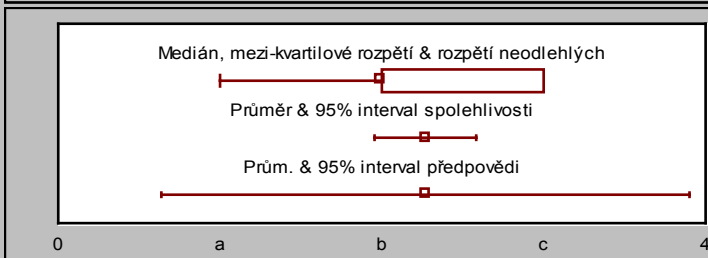 Medián, mezi-kvartilové rozpětí & rozpětí neodlehlých
Průměr & 95% interval spolehlivosti
Prům. & 95% interval předpovědi
0 a b c 4